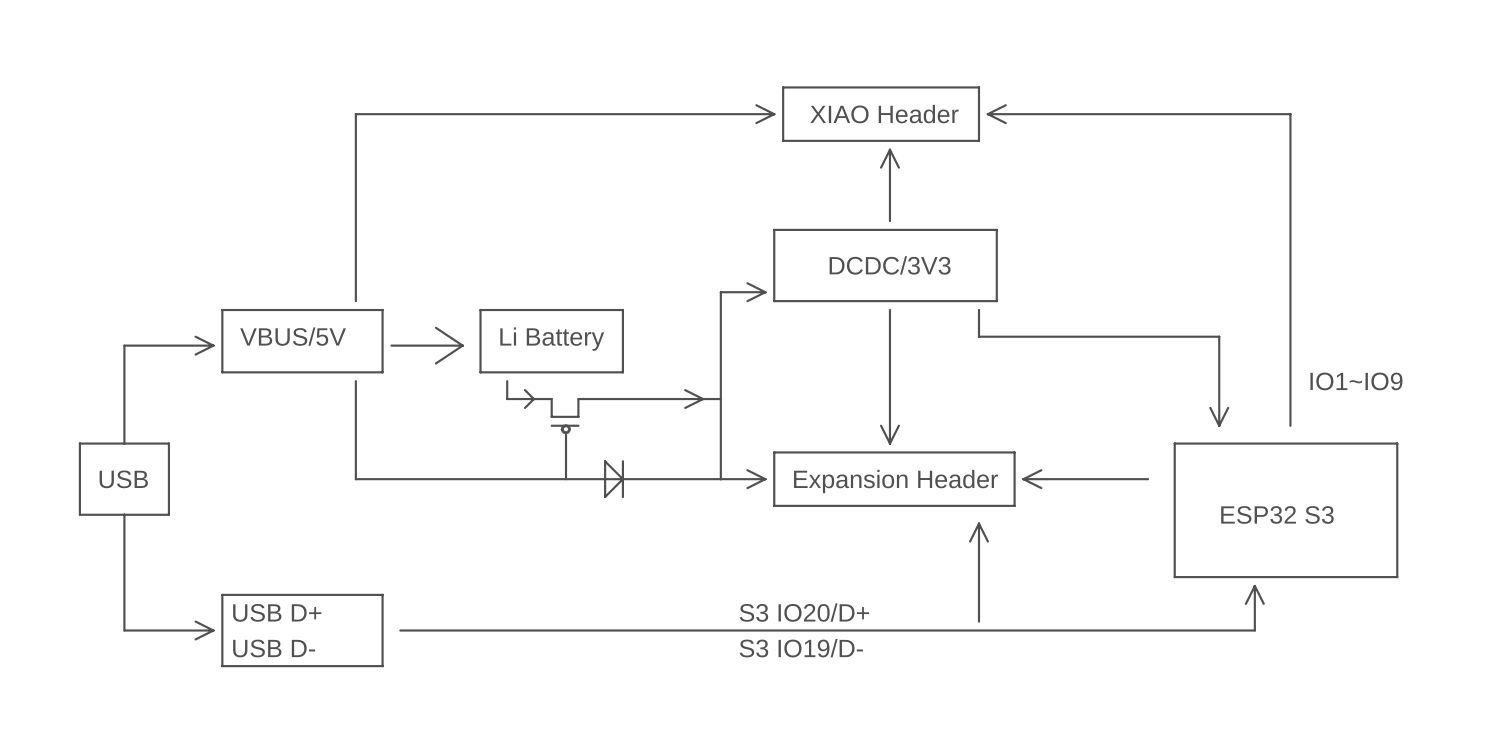 XIAO Header
DCDC/3V3
VBUS/5V
Li Battery
IO1~IO9
USB
Expansion Header
ESP32 S3
USB D+
USB D-
S3 IO20/D+
S3 IO19/D-